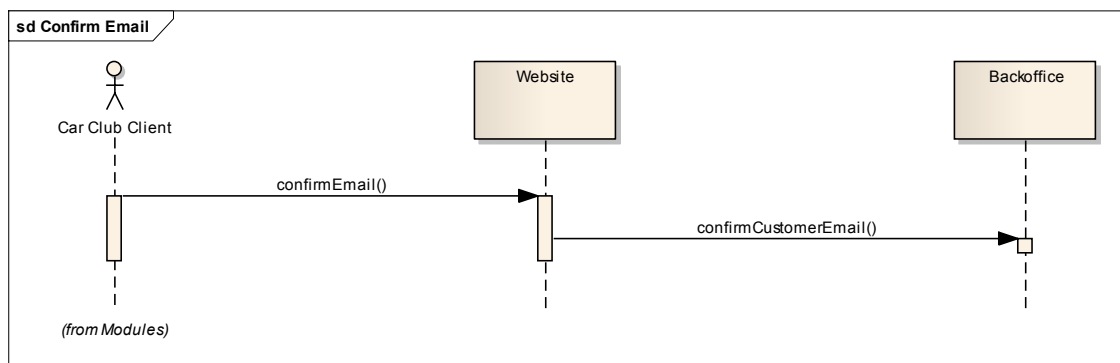 sd Confirm Email
Website
Backoffice
Car Club Client
confirmEmail()
confirmCustomerEmail()
(from Modules)